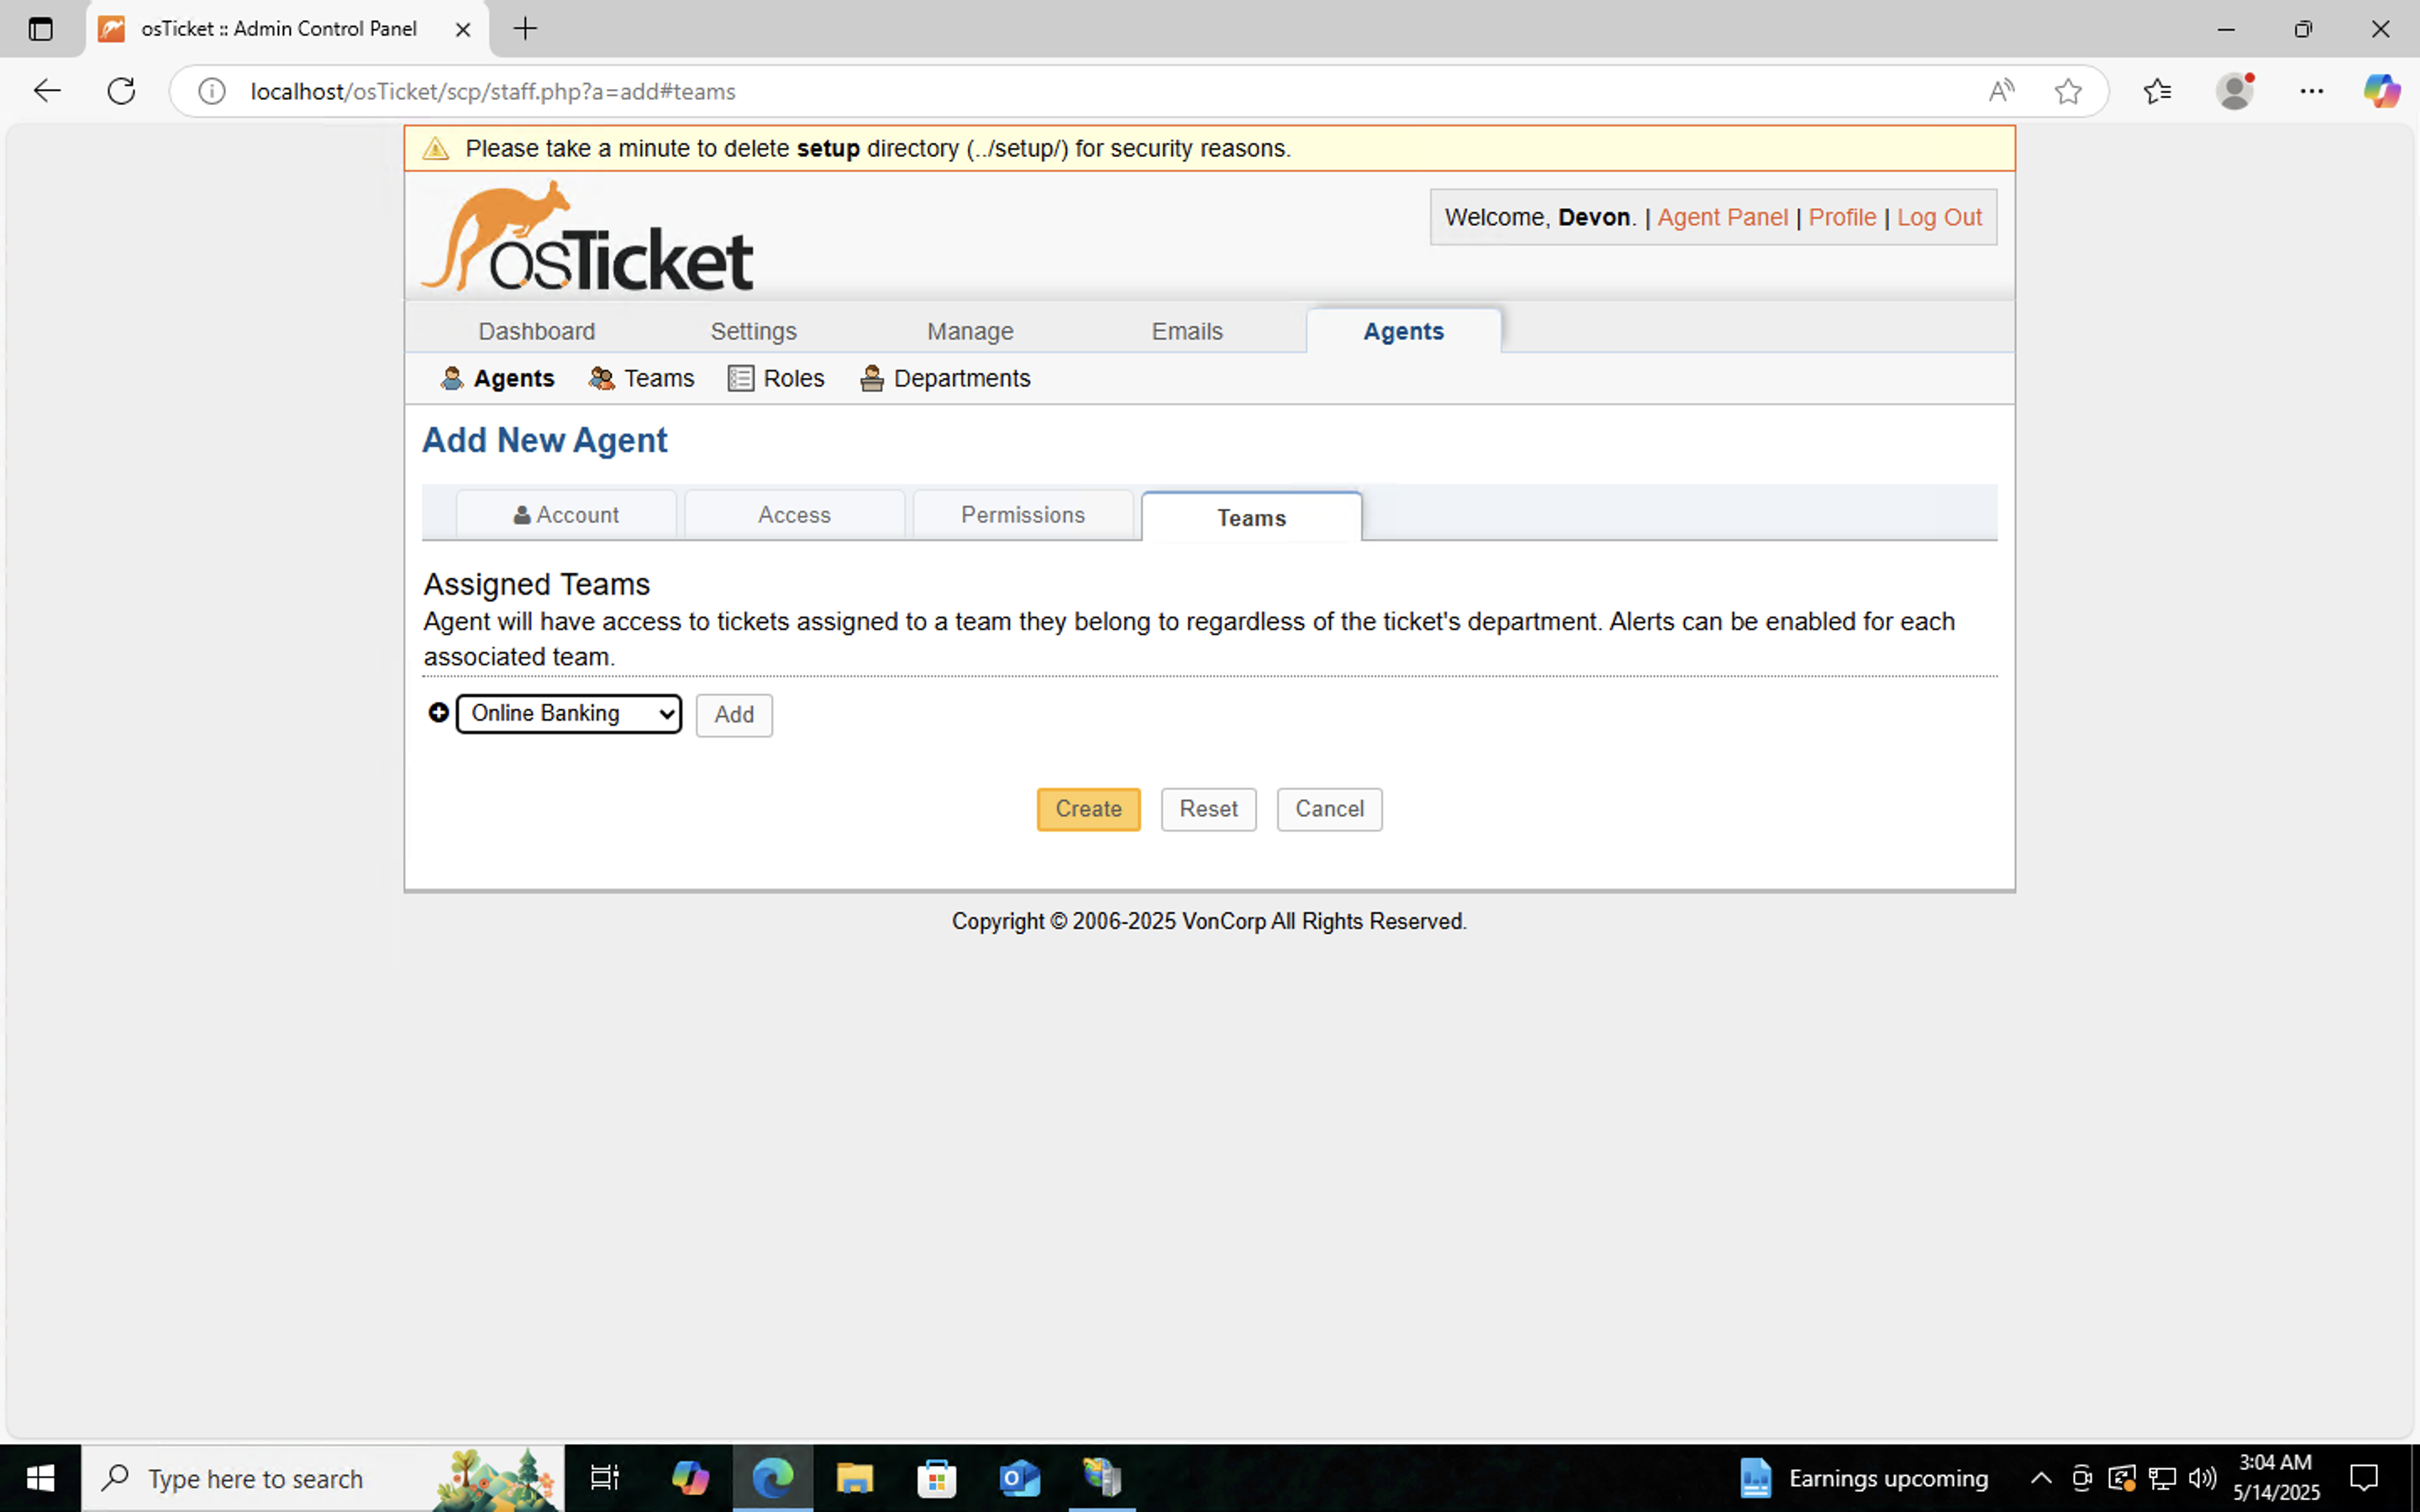 osTicket :: Admin Control Panel
localhost/osTicket/scp/staff.php?a=add#teams
Please take a minute to delete setup directory (../setup/) for security reasons.
osTicket
Welcome, Devon. | Agent Panel | Profile | Log Out
Dashboard Settings Manage Emails Agents
Agents Teams Roles Departments
Add New Agent
Account Access Permissions Teams
Assigned Teams
Agent will have access to tickets assigned to a team they belong to regardless of the ticket's department. Alerts can be enabled for each
associated team.
Online Banking Add
Create Reset Cancel
Copyright © 2006-2025 VonCorp All Rights Reserved.
Type here to search
Earnings upcoming
3:04 AM
5/14/2025